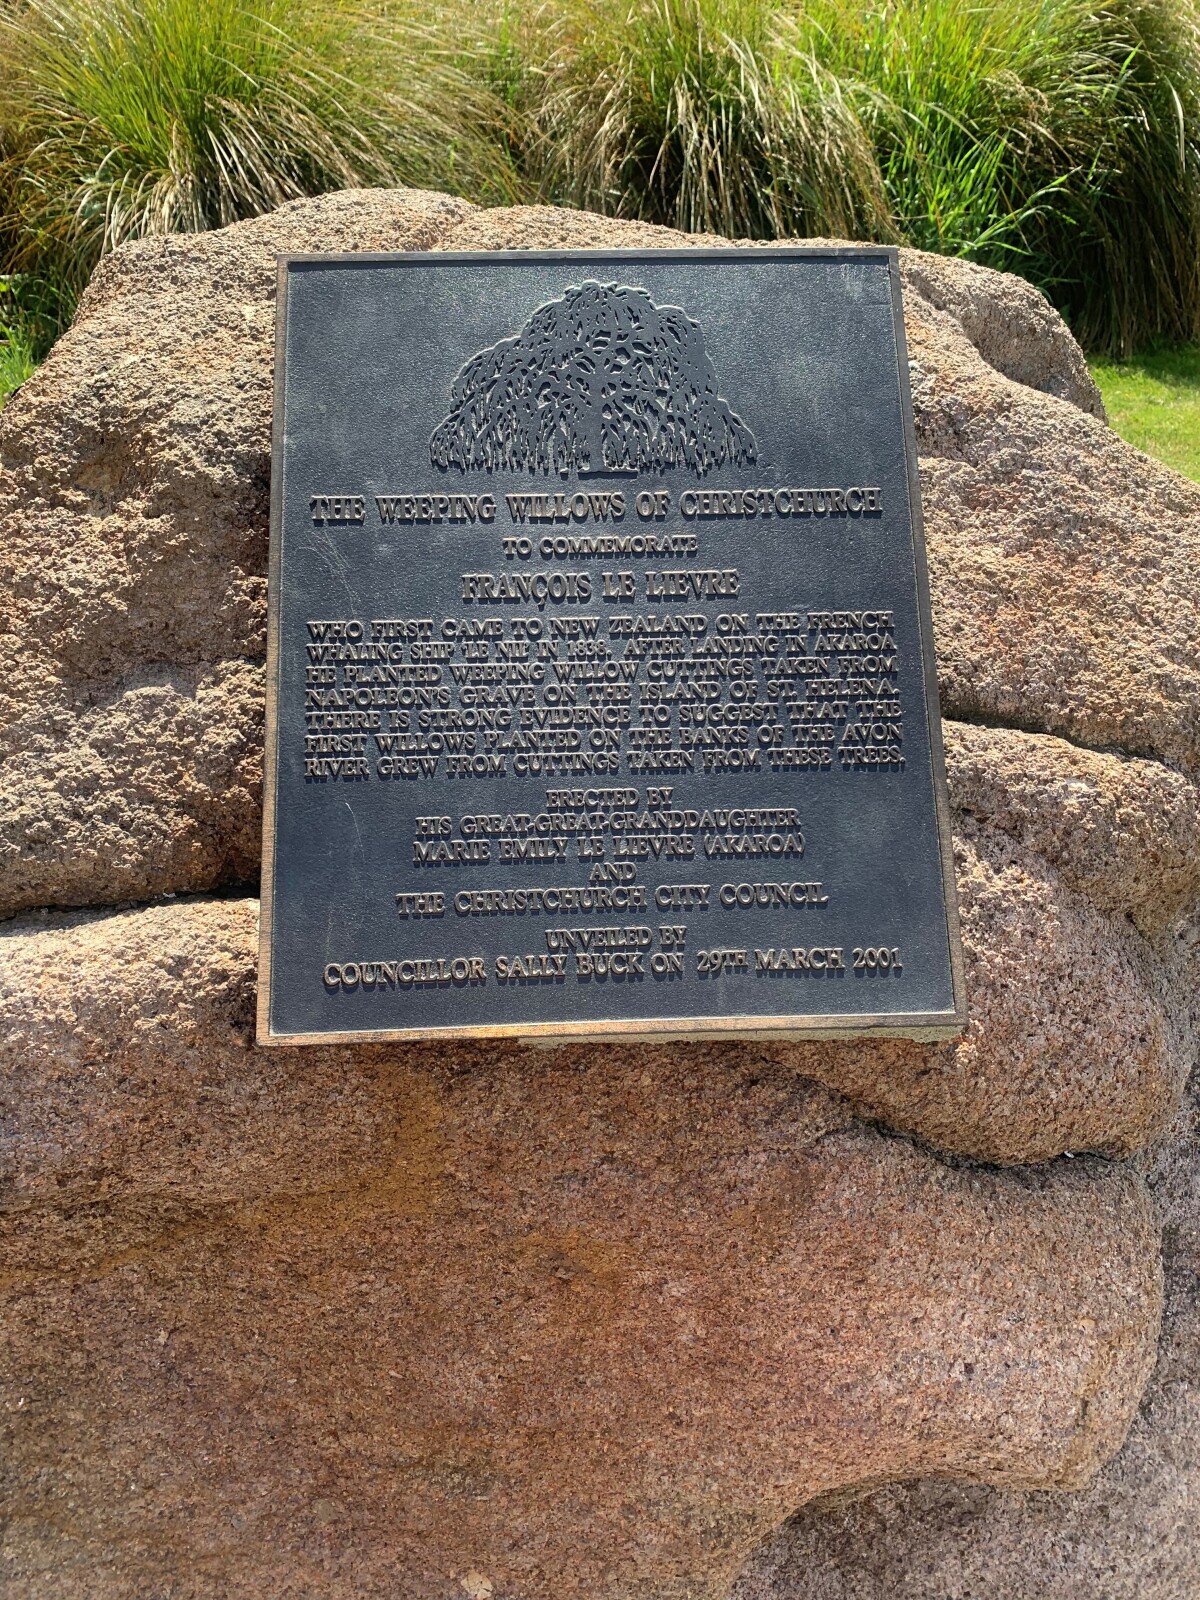 THE WEEPING WILLOWS OF CHRISTCHURCH
TO COMMEMORATE
FRANÇOIS LE LIEVRE
WHO FIRST CAME TO NEW ZEALAND ON THE FRENCH
WHALING SHIP 'LE NIL' IN 1838. AFTER LANDING IN AKAROA
HE PLANTED WEEPING WILLOW CUTTINGS TAKEN FROM
NAPOLEON'S GRAVE ON THE ISLAND OF ST. HELENA.
THERE IS STRONG EVIDENCE TO SUGGEST THAT THE
FIRST WILLOWS PLANTED ON THE BANKS OF THE AVON
RIVER GREW FROM CUTTINGS TAKEN FROM THESE TREES.
ERECTED BY
HIS GREAT-GREAT-GRANDDAUGHTER
MARIE EMILY LE LIEVRE (AKAROA)
AND
THE CHRISTCHURCH CITY COUNCIL
UNVEILED BY
COUNCILLOR SALLY BUCK ON 29TH MARCH 2001